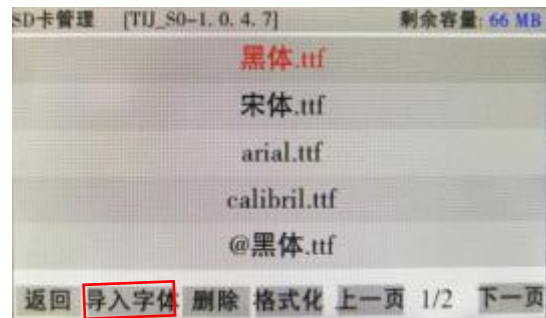 SD卡管理 [TIJ_S0-1.0.4.7] 剩余容量: 66 MB
黑体.ttf
宋体.ttf
arial.ttf
calibril.ttf
@黑体.ttf
返回 导入字体 删除 格式化 上一页 1/2 下一页